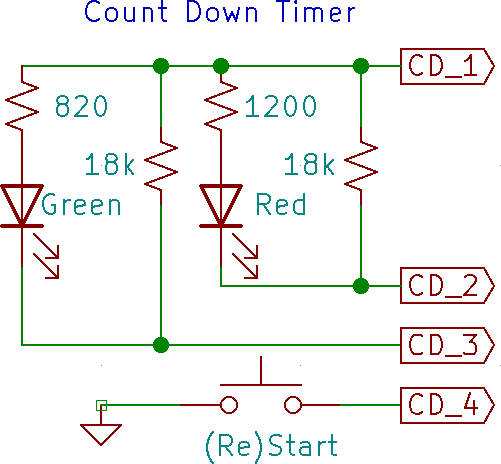 Count Down Timer
CD_1
820
1200
18k
18k
Green
Red
CD_2
CD_3
CD_4
(Re)Start